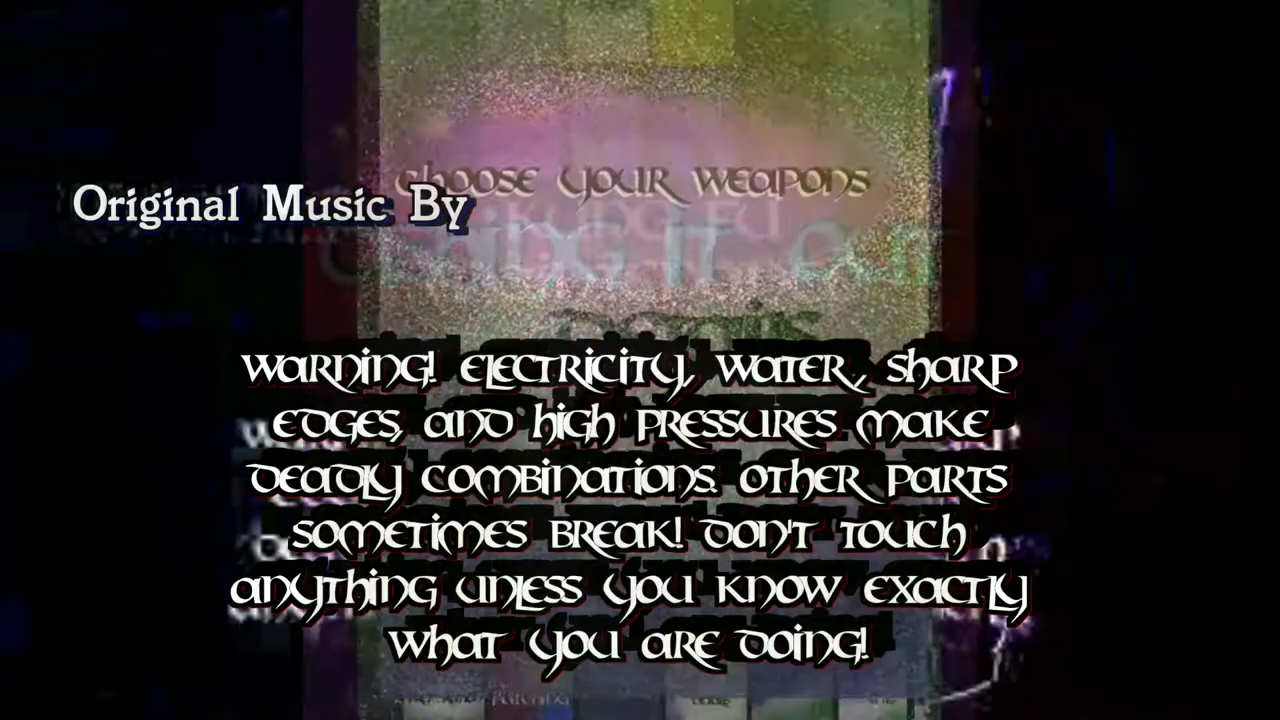 Choose your weapons
Original Music By
Warning! Electricity, water, sharp
edges, and high pressures make
deadly combinations. Other parts
sometimes break! Don't touch
anything unless you know exactly
what you are doing!